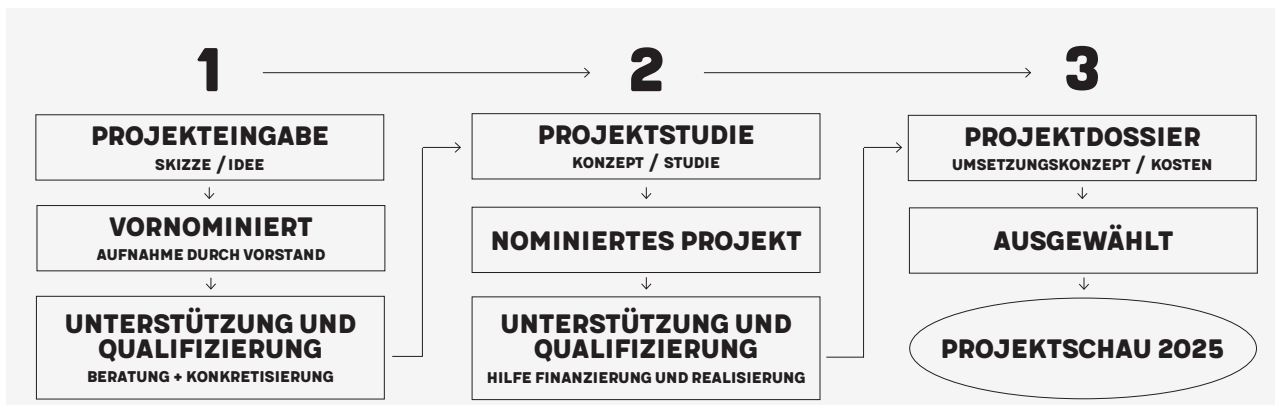 1
PROJEKTEINGABE
SKIZZE / IDEE
VORNOMINIERT
AUFNAHME DURCH VORSTAND
UNTERSTÜTZUNG UND
QUALIFIZIERUNG
BERATUNG + KONKRETISIERUNG
2
PROJEKTSTUDIE
KONZEPT / STUDIE
NOMINIERTES PROJEKT
UNTERSTÜTZUNG UND
QUALIFIZIERUNG
HILFE FINANZIERUNG UND REALISIERUNG
3
PROJEKTDOSSIER
UMSETZUNGSKONZEPT / KOSTEN
AUSGEWÄHLT
PROJEKTSCHAU 2025